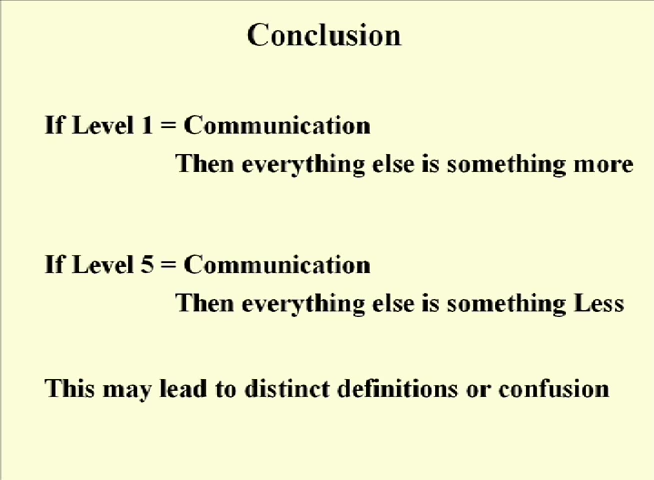 Conclusion
If Level 1 = Communication
Then everything else is something more
If Level 5 = Communication
Then everything else is something Less
This may lead to distinct definitions or confusion